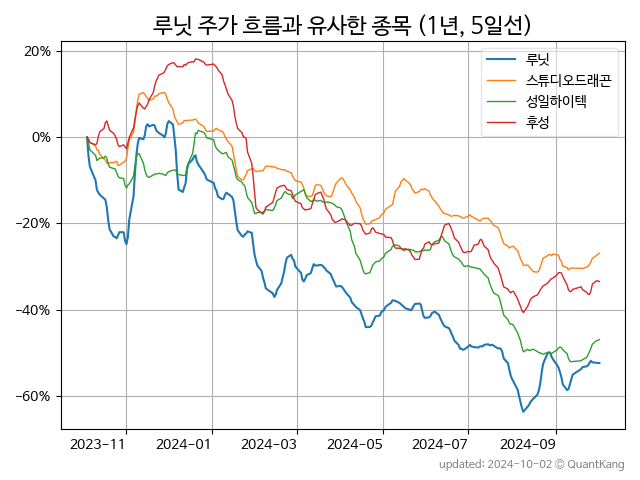 루닛 주가 흐름과 유사한 종목 (1년, 5일선)
루닛
스튜디오드래곤
성일하이텍
후성
20%
0%
−20%
−40%
−60%
2023-11 2024-01 2024-03 2024-05 2024-07 2024-09
updated: 2024-10-02 © QuantKang